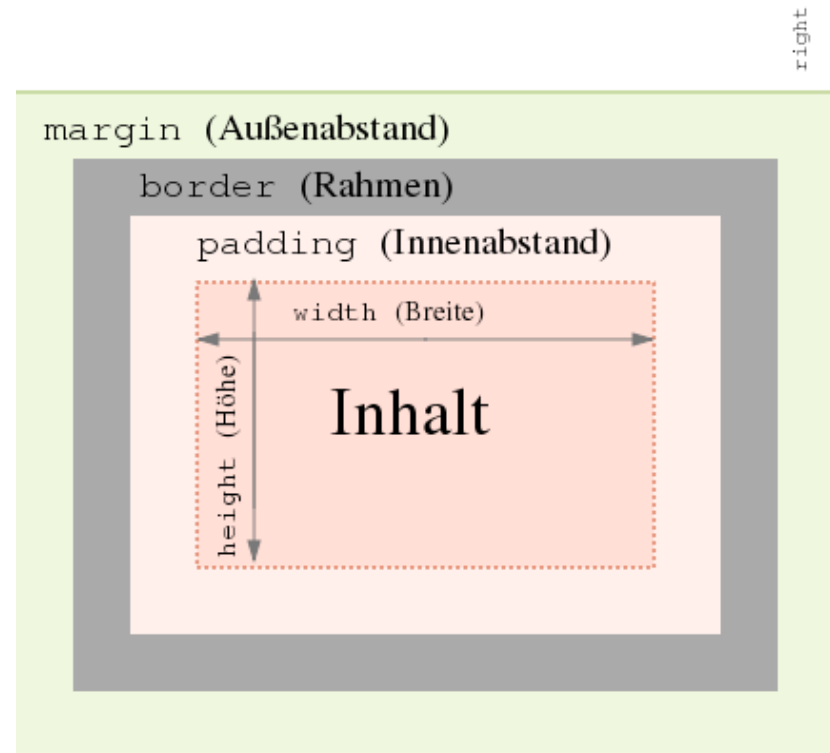 right
margin (Außenabstand)
border (Rahmen)
padding (Innenabstand)
width (Breite)
height (Höhe)
Inhalt